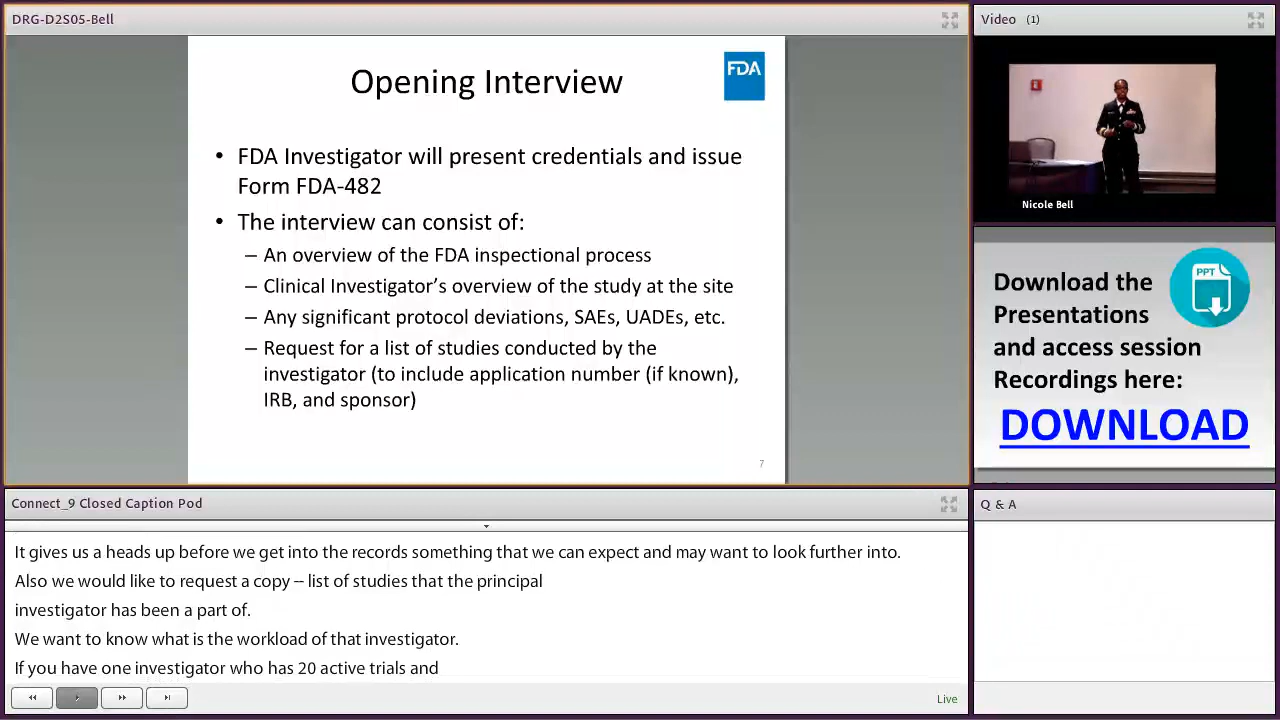 DRG-D2S05-Bell
Opening Interview
FDA
• FDA Investigator will present credentials and issue
Form FDA-482
• The interview can consist of:
– An overview of the FDA inspectional process
– Clinical Investigator’s overview of the study at the site
– Any significant protocol deviations, SAEs, UADEs, etc.
– Request for a list of studies conducted by the
investigator (to include application number (if known),
IRB, and sponsor)
7
Video (1)
Nicole Bell
PPT
Download the
Presentations
and access session
Recordings here:
DOWNLOAD
Connect_9 Closed Caption Pod
It gives us a heads up before we get into the records something that we can expect and may want to look further into.
Also we would like to request a copy -- list of studies that the principal
investigator has been a part of.
We want to know what is the workload of that investigator.
If you have one investigator who has 20 active trials and
Live
Q & A